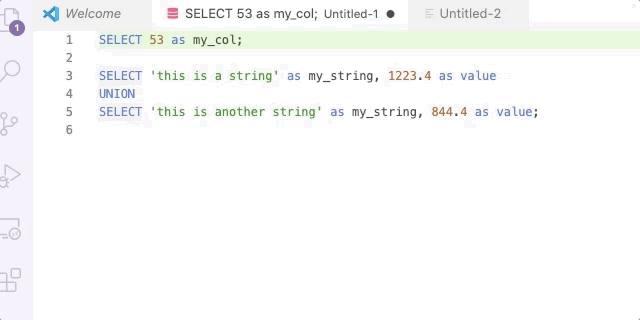 Welcome SELECT 53 as my_col; Untitled-1 Untitled-2
1
1 SELECT 53 as my_col;
2
3 SELECT 'this is a string' as my_string, 1223.4 as value
4 UNION
5 SELECT 'this is another string' as my_string, 844.4 as value;
6